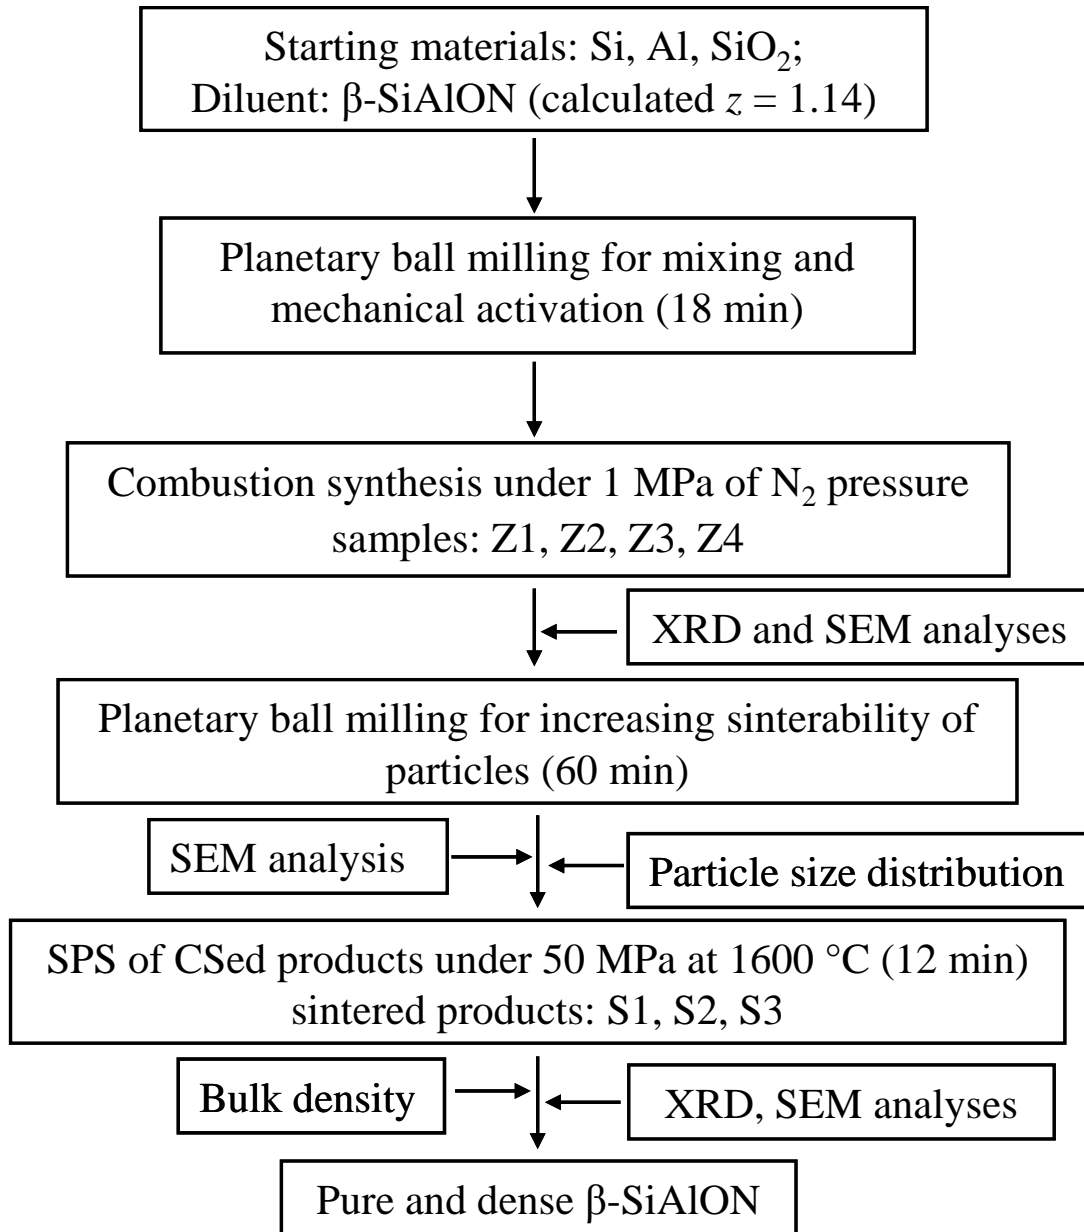 Starting materials: Si, Al, SiO₂;
Diluent: β-SiAlON (calculated z = 1.14)
Planetary ball milling for mixing and
mechanical activation (18 min)
Combustion synthesis under 1 MPa of N₂ pressure
samples: Z1, Z2, Z3, Z4
XRD and SEM analyses
Planetary ball milling for increasing sinterability of
particles (60 min)
SEM analysis
Particle size distribution
SPS of CSed products under 50 MPa at 1600 °C (12 min)
sintered products: S1, S2, S3
Bulk density
XRD, SEM analyses
Pure and dense β-SiAlON